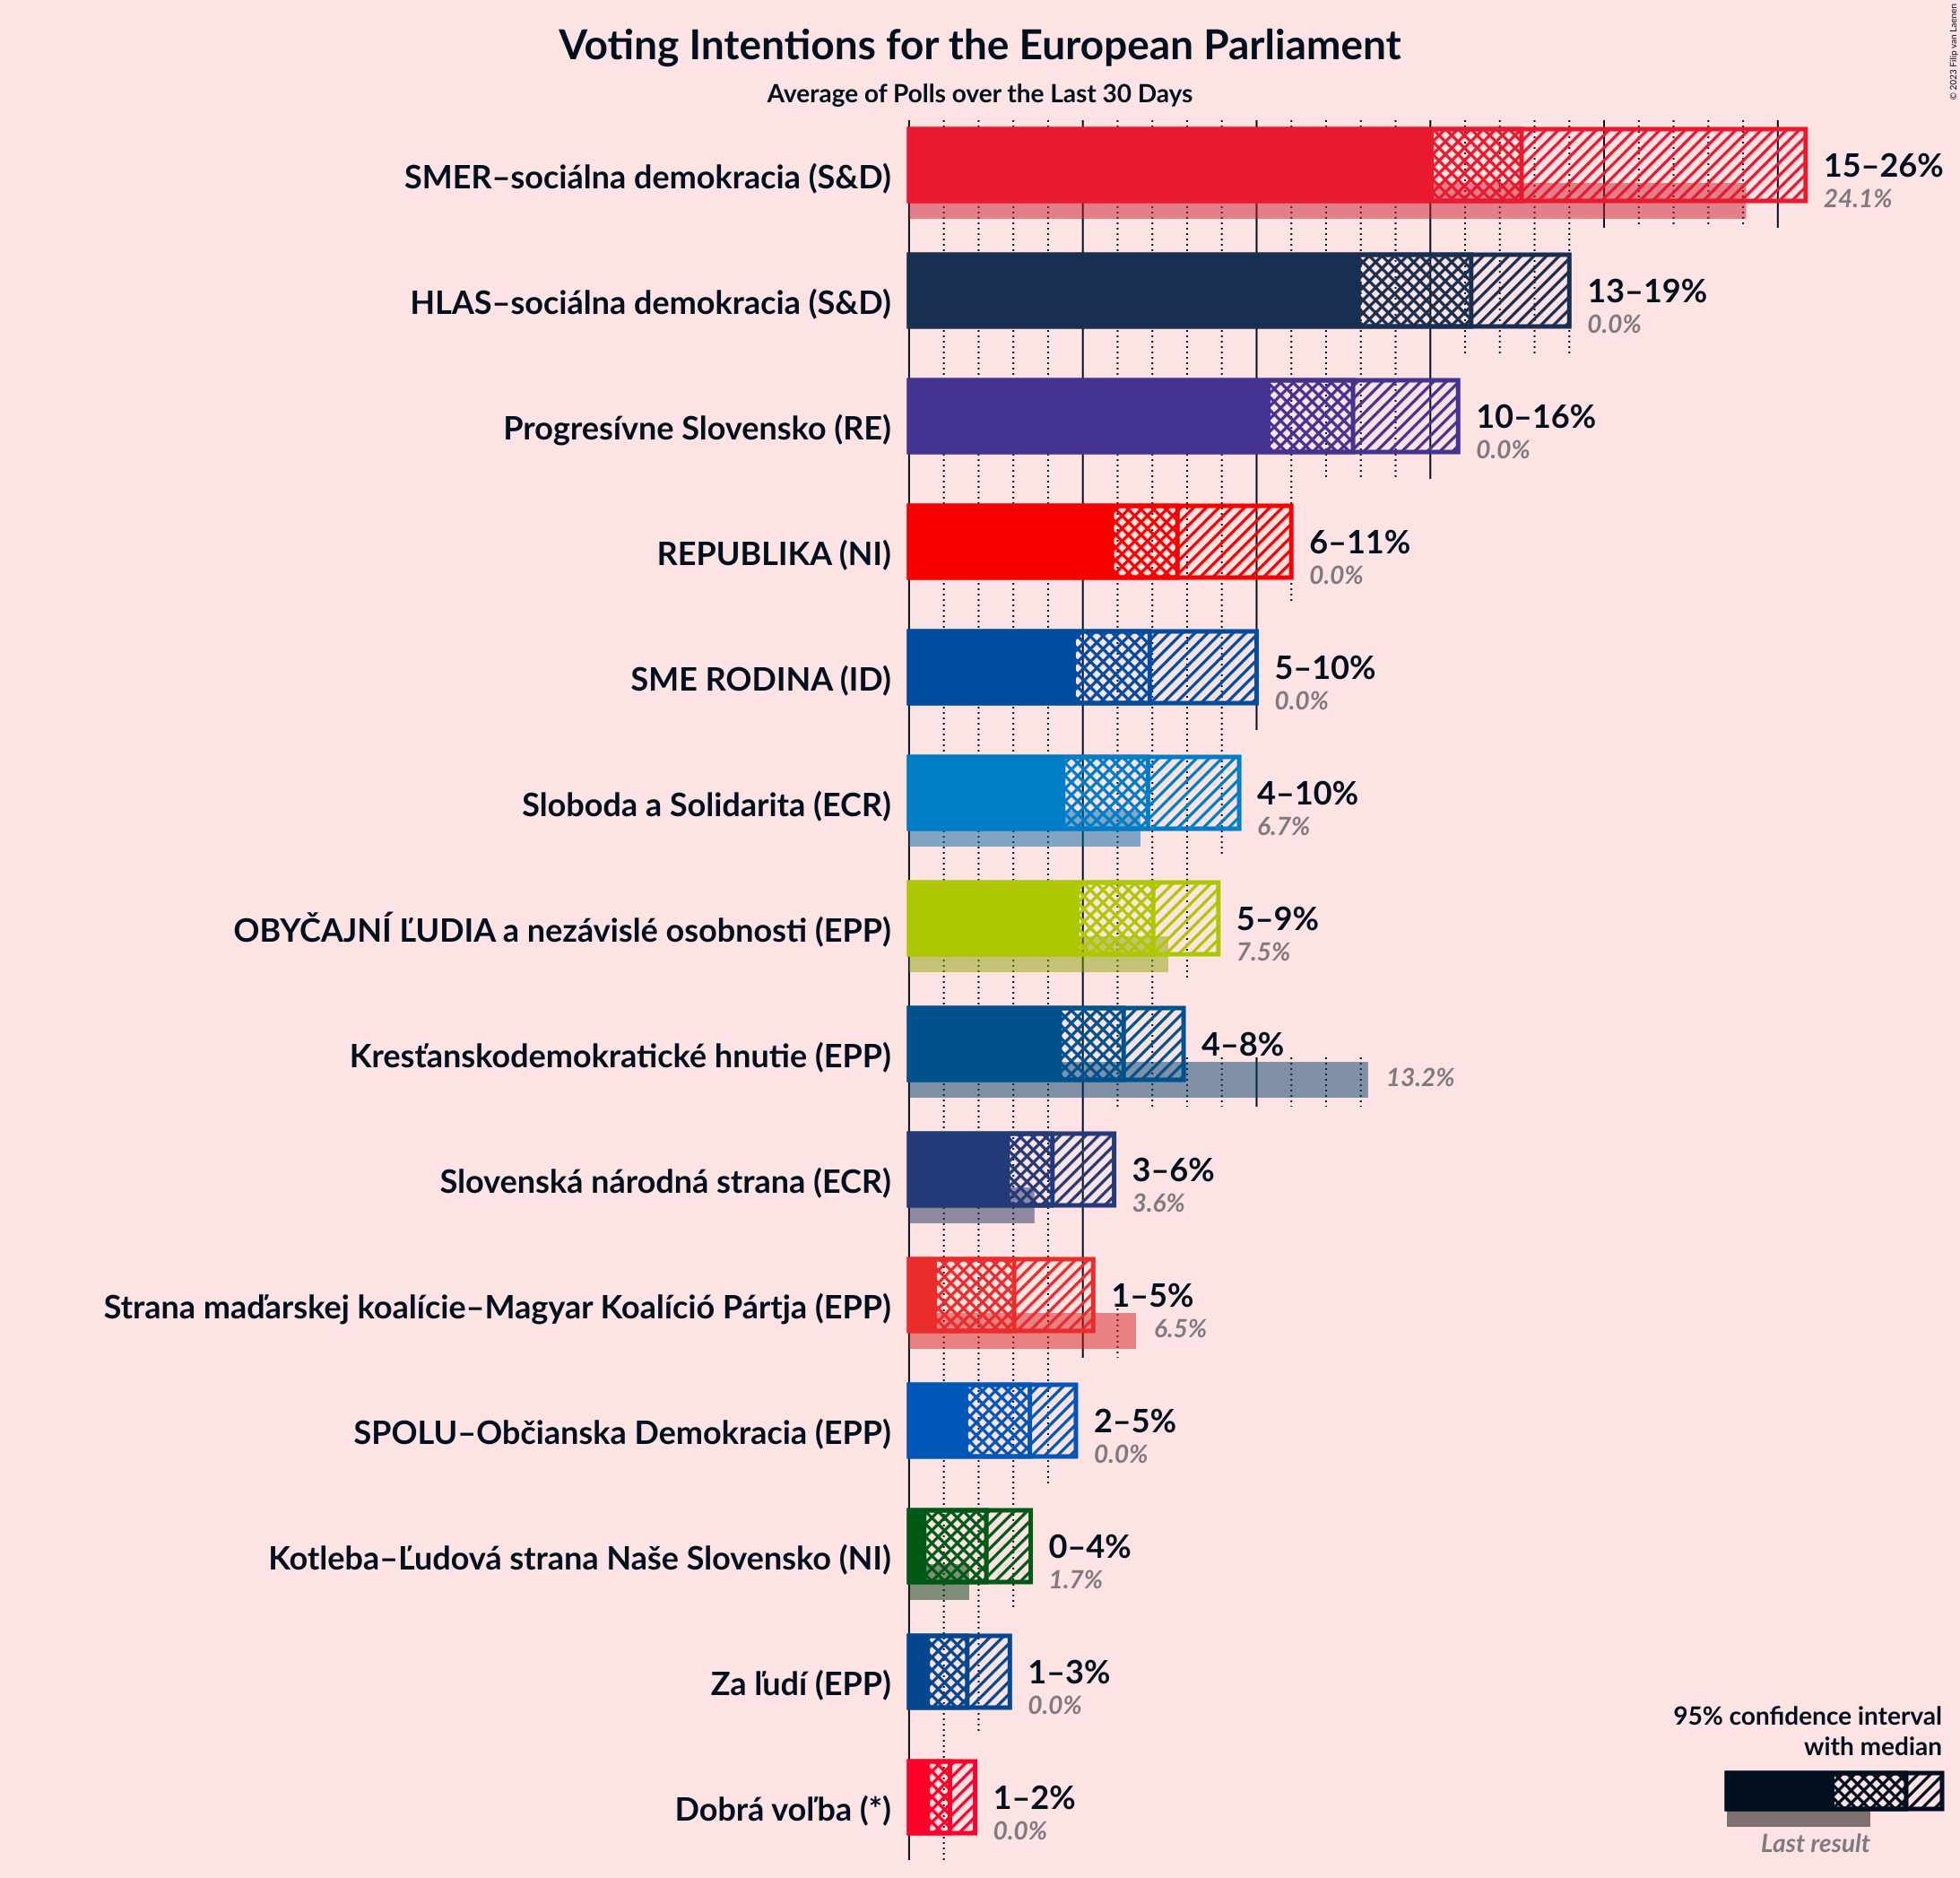 Voting Intentions for the European Parliament
Average of Polls over the Last 30 Days
© 2023 Filip van Laenen
SMER–sociálna demokracia (S&D)
15–26%
24.1%
HLAS–sociálna demokracia (S&D)
13–19%
0.0%
Progresívne Slovensko (RE)
10–16%
0.0%
REPUBLIKA (NI)
6–11%
0.0%
SME RODINA (ID)
5–10%
0.0%
Sloboda a Solidarita (ECR)
4–10%
6.7%
OBYČAJNÍ ĽUDIA a nezávislé osobnosti (EPP)
5–9%
7.5%
Kresťanskodemokratické hnutie (EPP)
4–8%
13.2%
Slovenská národná strana (ECR)
3–6%
3.6%
Strana maďarskej koalície–Magyar Koalíció Pártja (EPP)
1–5%
6.5%
SPOLU–Občianska Demokracia (EPP)
2–5%
0.0%
Kotleba–Ľudová strana Naše Slovensko (NI)
0–4%
1.7%
Za ľudí (EPP)
1–3%
0.0%
Dobrá voľba (*)
1–2%
0.0%
95% confidence interval
with median
Last result